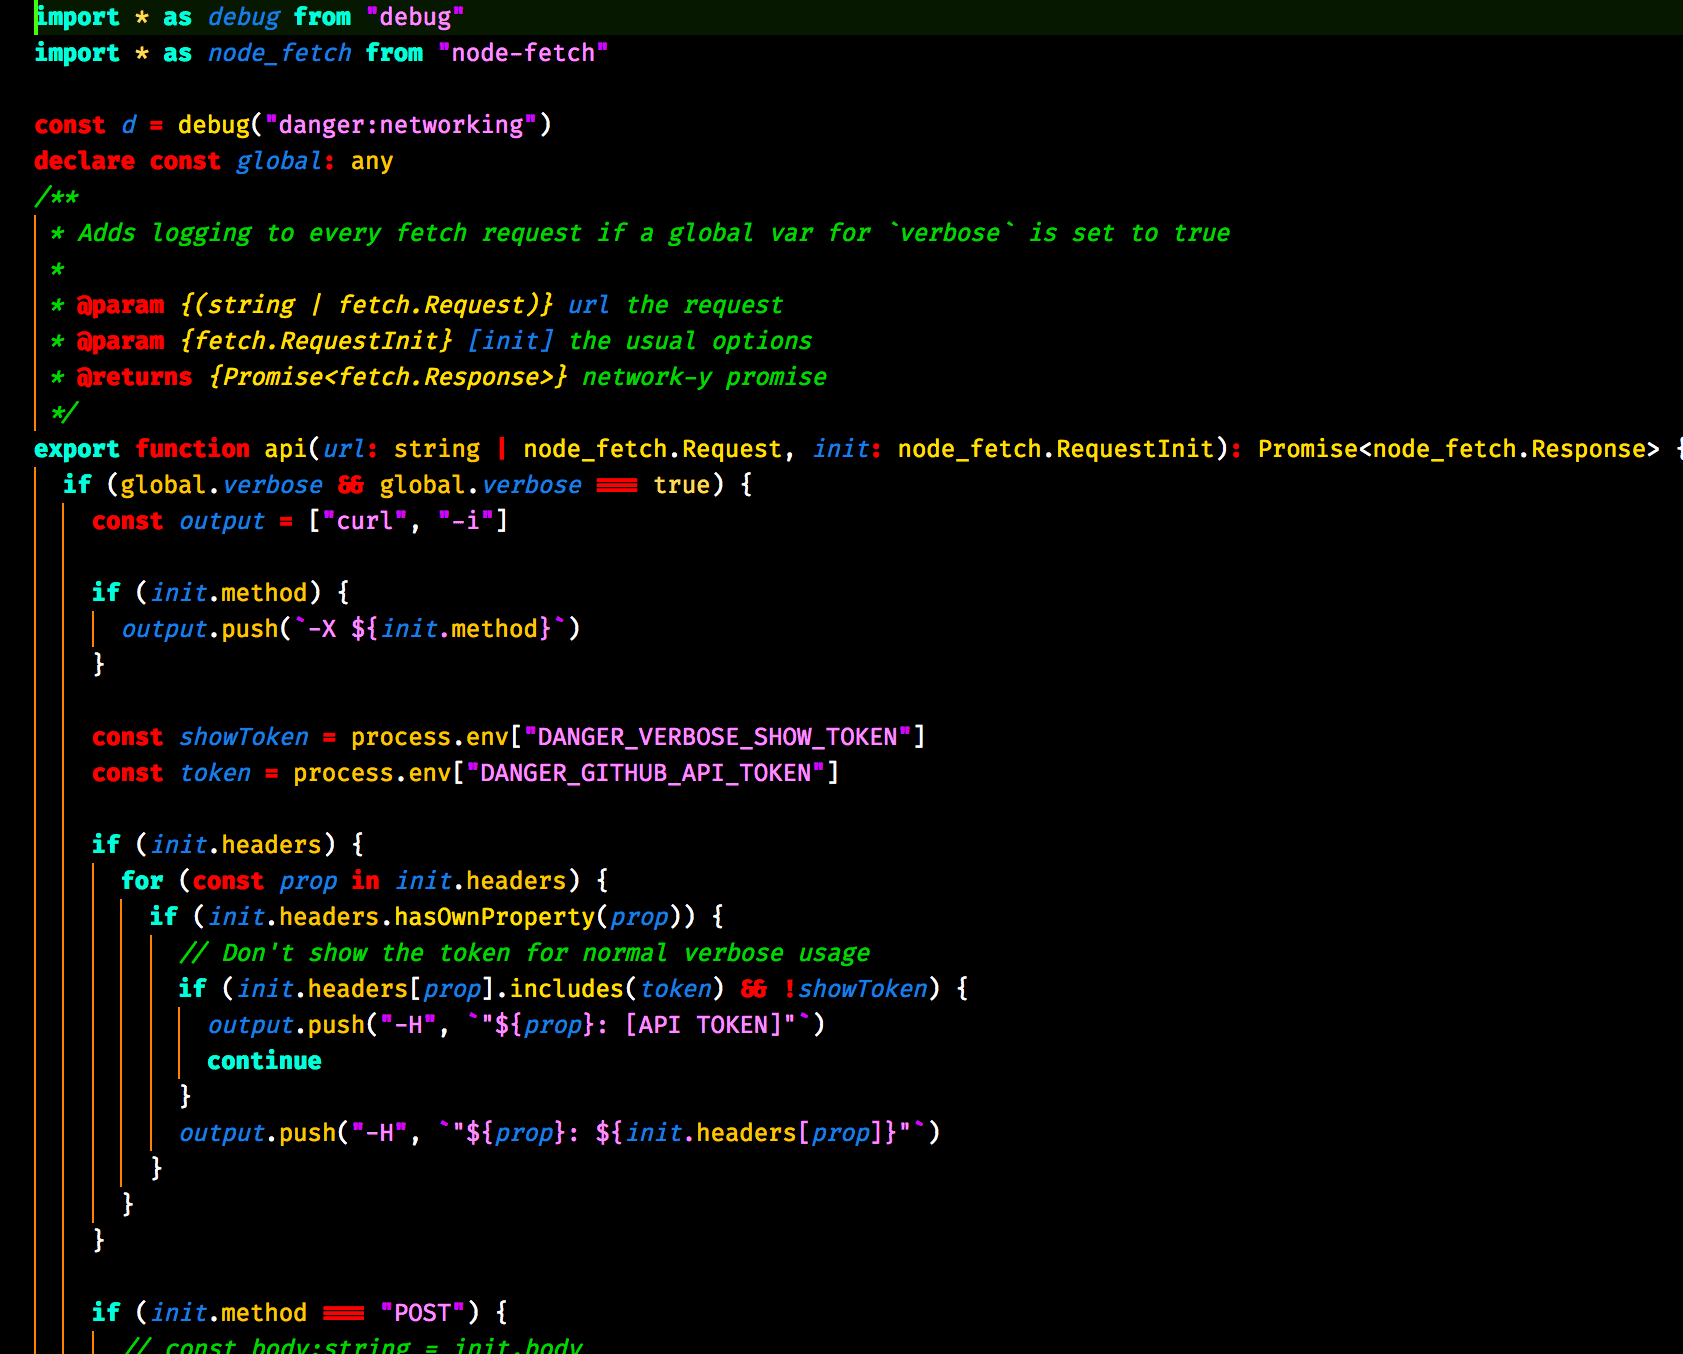 import * as debug from "debug"
import * as node_fetch from "node-fetch"

const d = debug("danger:networking")
declare const global: any
/**
 * Adds logging to every fetch request if a global var for `verbose` is set to true
 *
 * @param {(string | fetch.Request)} url the request
 * @param {fetch.RequestInit} [init] the usual options
 * @returns {Promise<fetch.Response>} network-y promise
 */
export function api(url: string | node_fetch.Request, init: node_fetch.RequestInit): Promise<node_fetch.Response> {
  if (global.verbose && global.verbose === true) {
    const output = ["curl", "-i"]

    if (init.method) {
      output.push(`-X ${init.method}`)
    }

    const showToken = process.env["DANGER_VERBOSE_SHOW_TOKEN"]
    const token = process.env["DANGER_GITHUB_API_TOKEN"]

    if (init.headers) {
      for (const prop in init.headers) {
        if (init.headers.hasOwnProperty(prop)) {
          // Don't show the token for normal verbose usage
          if (init.headers[prop].includes(token) && !showToken) {
            output.push("-H", `"${prop}: [API TOKEN]"`)
            continue
          }
          output.push("-H", `"${prop}: ${init.headers[prop]}"`)
        }
      }
    }

    if (init.method === "POST") {
      // const body:string = init.body